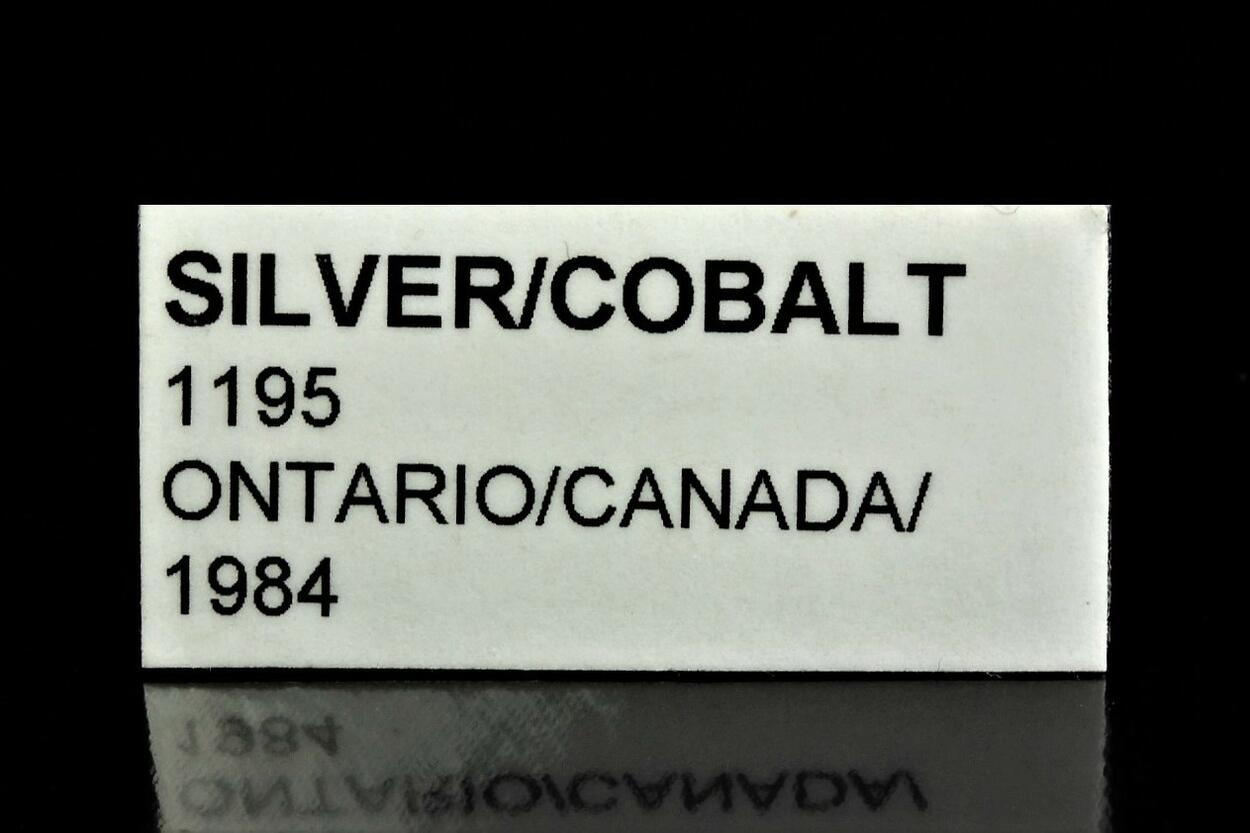 SILVER/COBALT
1195
ONTARIO/CANADA/
1984